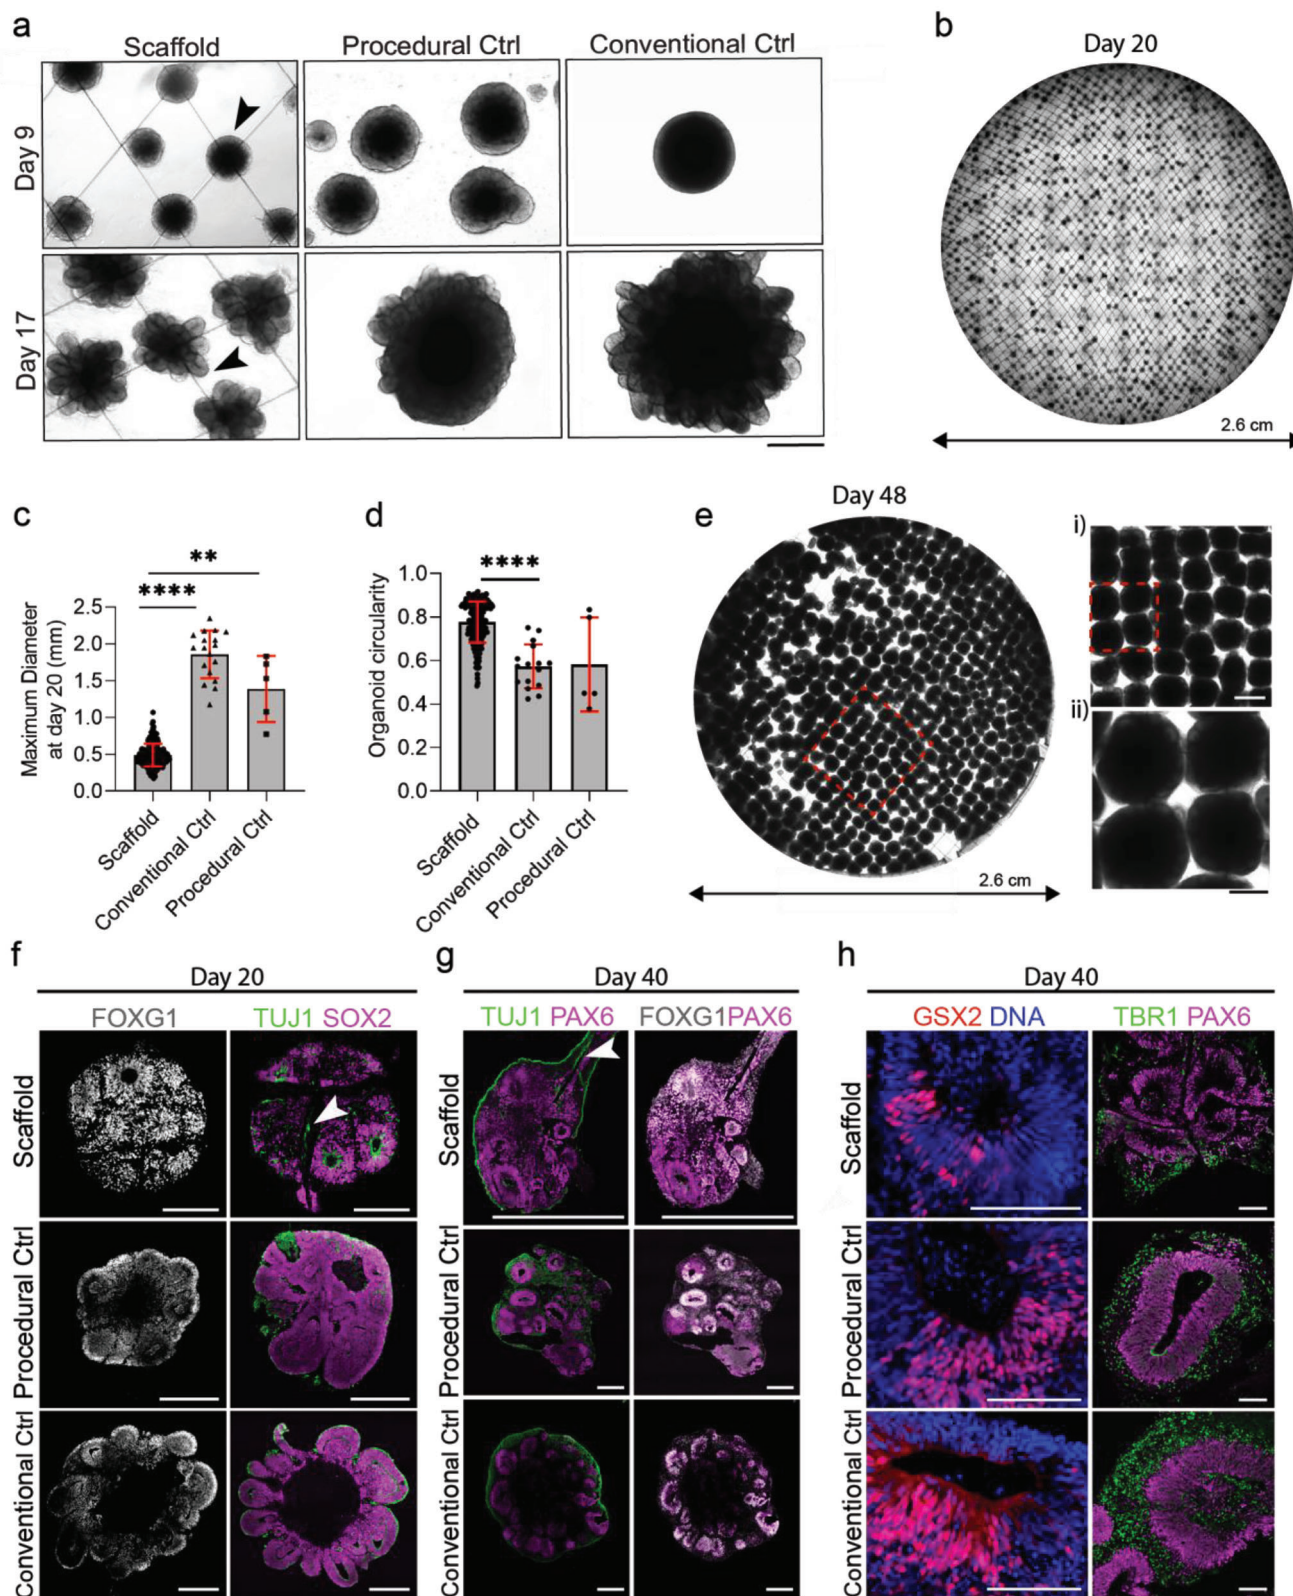 a
Scaffold
Procedural Ctrl
Conventional Ctrl
Day 9
Day 17
b
Day 20
2.6 cm
c
**
****
Maximum Diameter
at day 20 (mm)
2.5
2.0
1.5
1.0
0.5
0.0
Scaffold
Conventional Ctrl
Procedural Ctrl
d
****
Organoid circularity
1.0
0.8
0.6
0.4
0.2
0.0
Scaffold
Conventional Ctrl
Procedural Ctrl
e
Day 48
2.6 cm
i)
ii)
f
Day 20
FOXG1
TUJ1 SOX2
Scaffold
Procedural Ctrl
Conventional Ctrl
g
Day 40
TUJ1 PAX6
FOXG1PAX6
Scaffold
Procedural Ctrl
Conventional Ctrl
h
Day 40
GSX2 DNA
TBR1 PAX6
Scaffold
Procedural Ctrl
Conventional Ctrl